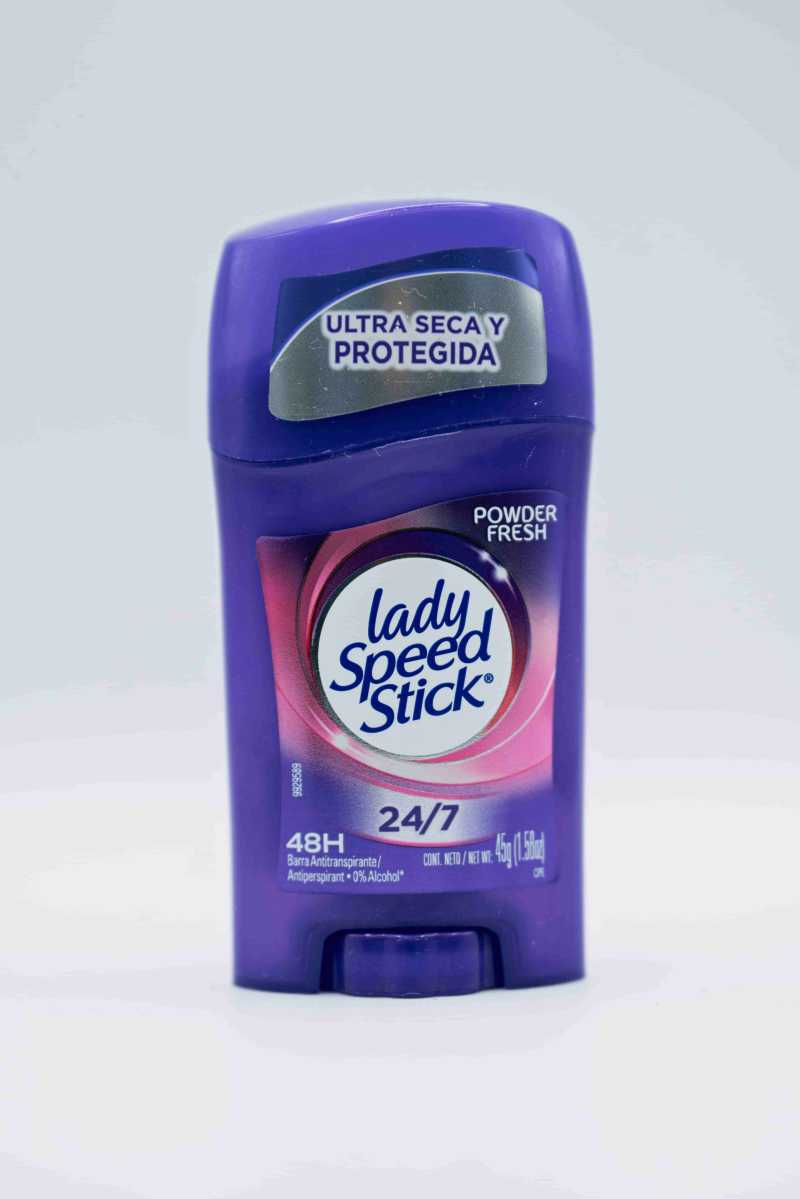 ULTRA SECA Y
PROTEGIDA
POWDER
FRESH
lady
Speed
Stick®
9929589
24/7
48H
Barra Antitranspirante/
Antiperspirant • 0% Alcohol*
CONT. NETO / NET WT: 45g (1.58oz)